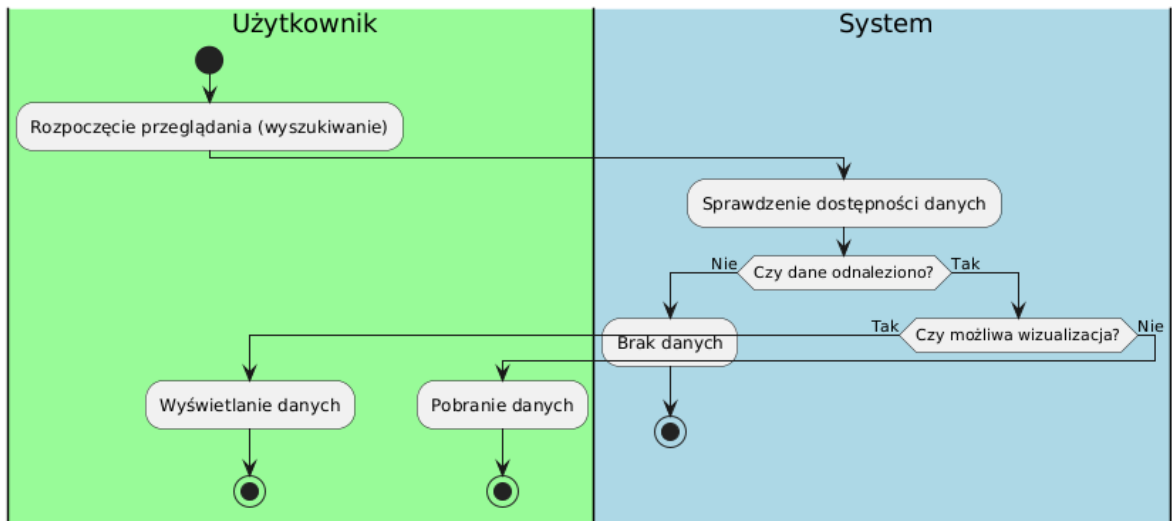 Użytkownik
System
Rozpoczęcie przeglądania (wyszukiwanie)
Sprawdzenie dostępności danych
Nie
Czy dane odnaleziono?
Tak
Brak danych
Tak
Czy możliwa wizualizacja?
Nie
Wyświetlanie danych
Pobranie danych